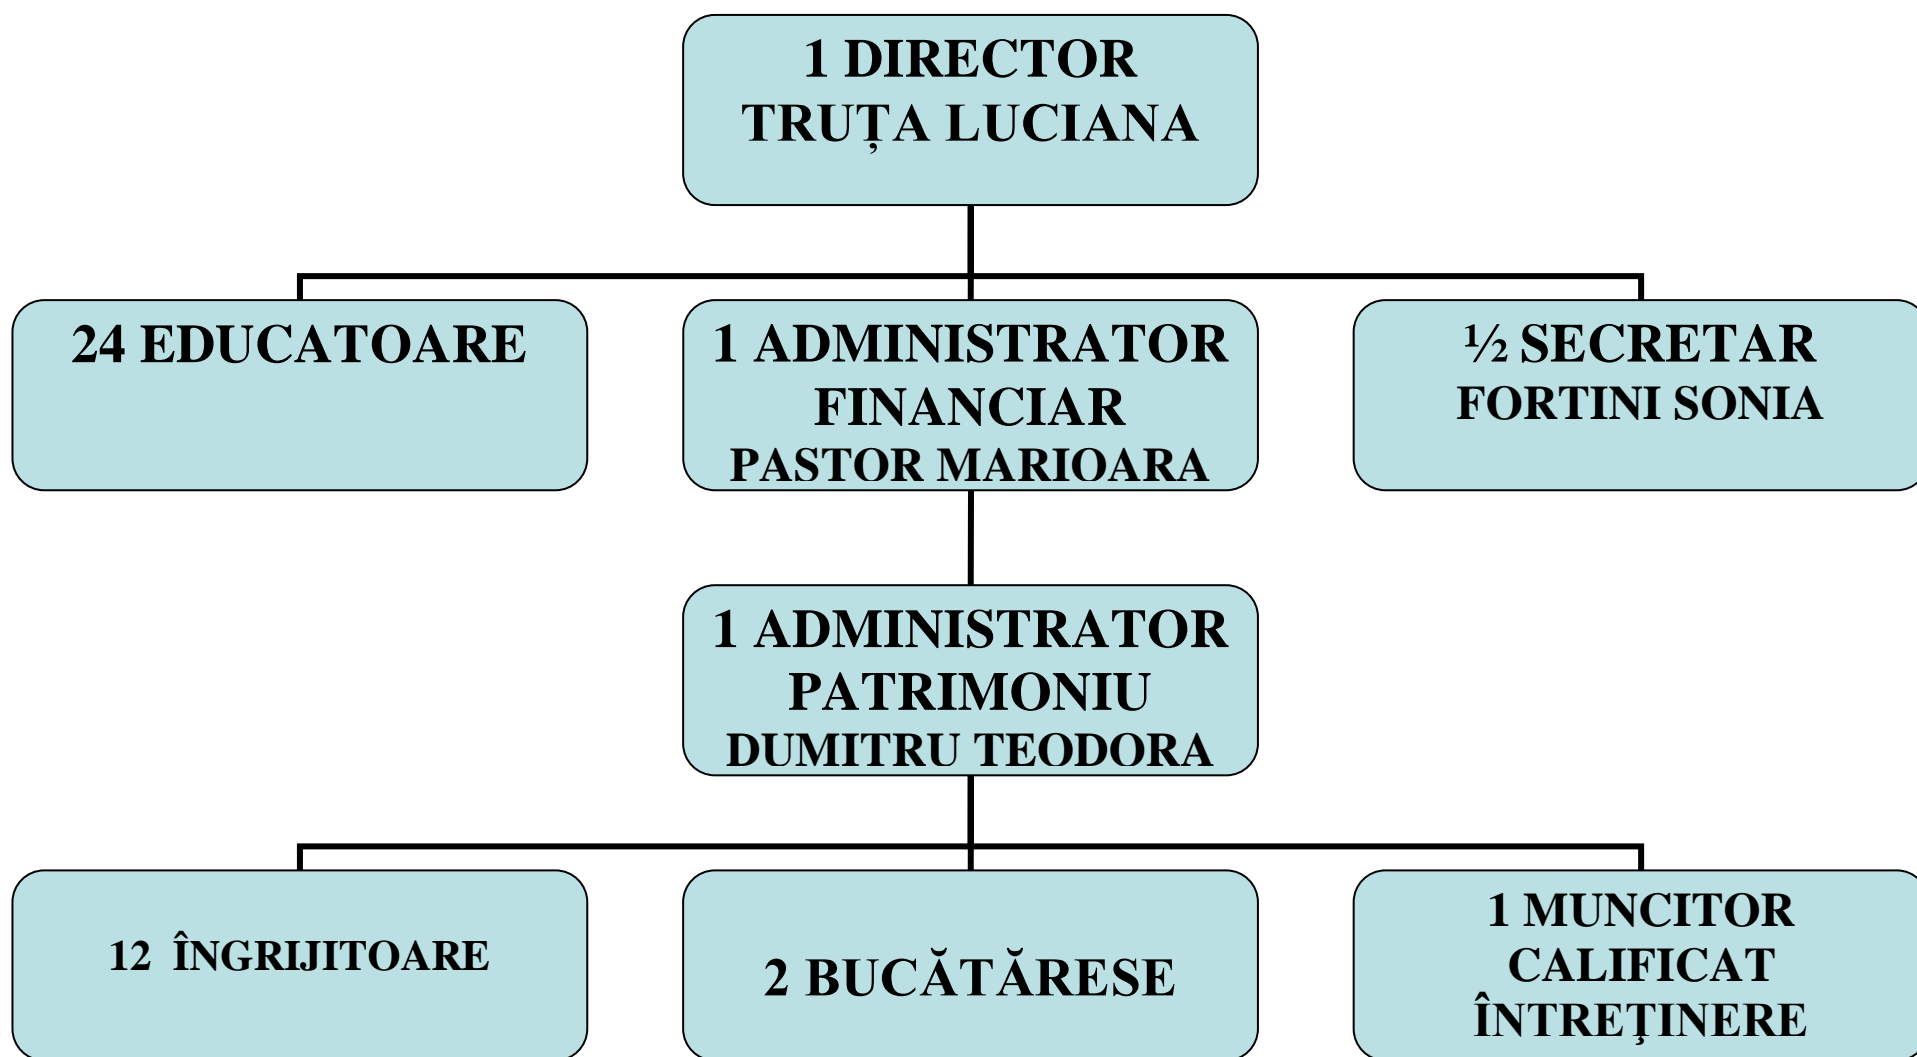 1 DIRECTOR
TRUȚA LUCIANA
24 EDUCATOARE
1 ADMINISTRATOR
FINANCIAR
PASTOR MARIOARA
½ SECRETAR
FORTINI SONIA
1 ADMINISTRATOR
PATRIMONIU
DUMITRU TEODORA
12 ÎNGRIJITOARE
2 BUCĂTĂRESE
1 MUNCITOR
CALIFICAT
ÎNTREŢINERE